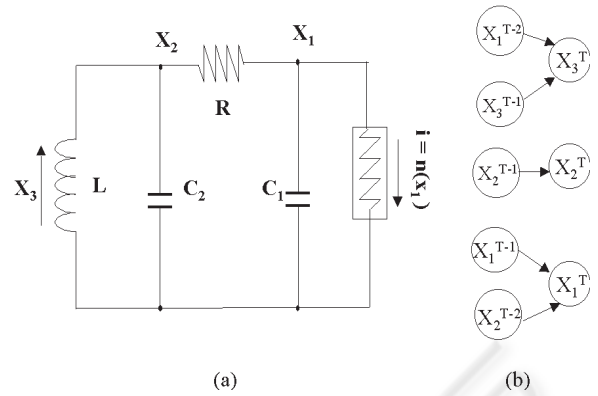 X₂
X₁
R
X₃
L
C₂
C₁
i = n(x₁)
(a)
X₁ᵀ⁻²
X₃ᵀ
X₃ᵀ⁻¹
X₂ᵀ⁻¹
X₂ᵀ
X₁ᵀ⁻¹
X₁ᵀ
X₂ᵀ⁻²
(b)